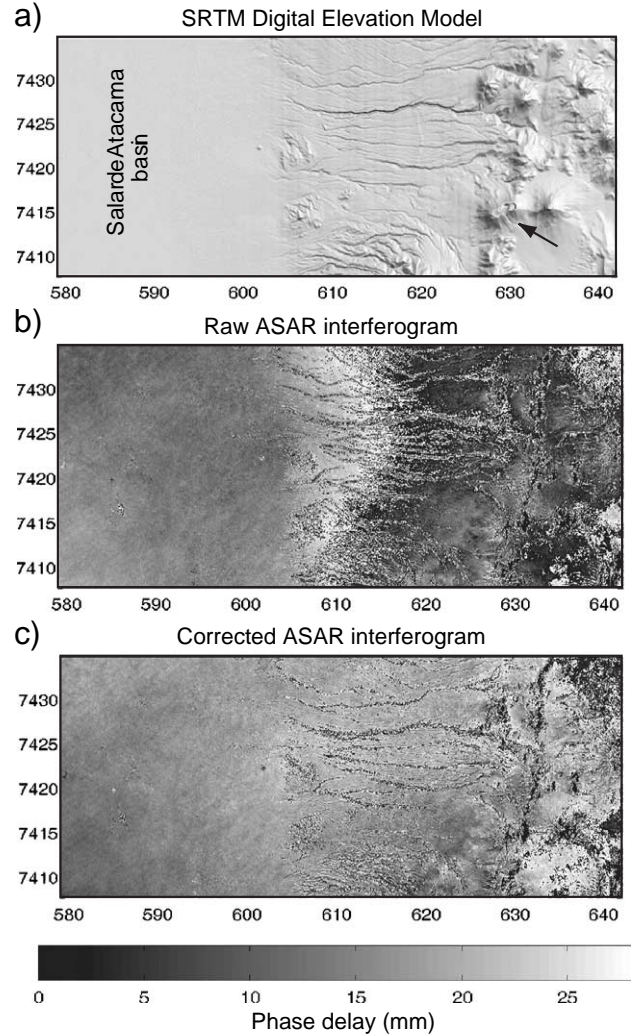 a)
SRTM Digital Elevation Model
7430
7425
7420
7415
7410
SalardeAtacama
basin
580 590 600 610 620 630 640
b)
Raw ASAR interferogram
7430
7425
7420
7415
7410
580 590 600 610 620 630 640
c)
Corrected ASAR interferogram
7430
7425
7420
7415
7410
580 590 600 610 620 630 640
0 5 10 15 20 25
Phase delay (mm)